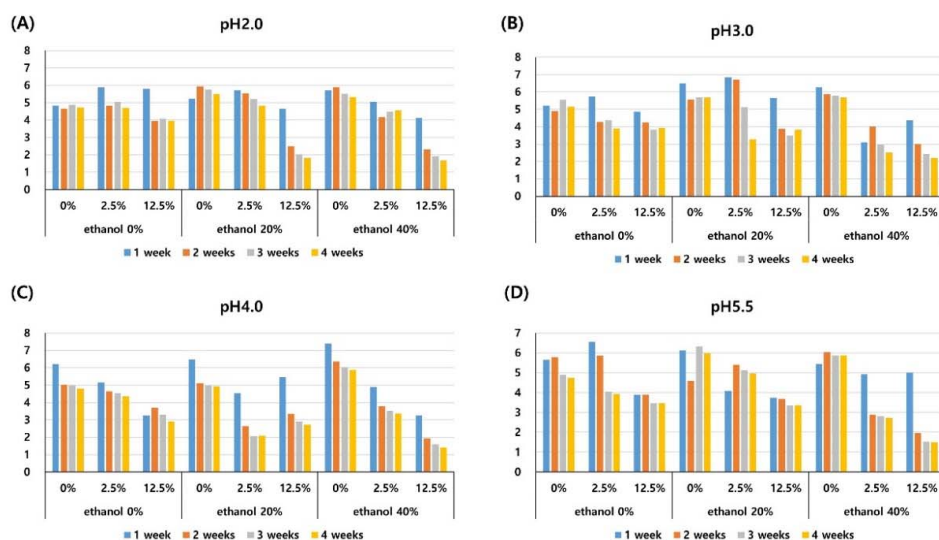 (A)
pH2.0
8
7
6
5
4
3
2
1
0
0% 2.5% 12.5% 0% 2.5% 12.5% 0% 2.5% 12.5%
ethanol 0% ethanol 20% ethanol 40%
1 week 2 weeks 3 weeks 4 weeks
(B)
pH3.0
8
7
6
5
4
3
2
1
0
0% 2.5% 12.5% 0% 2.5% 12.5% 0% 2.5% 12.5%
ethanol 0% ethanol 20% ethanol 40%
1 week 2 weeks 3 weeks 4 weeks
(C)
pH4.0
8
7
6
5
4
3
2
1
0
0% 2.5% 12.5% 0% 2.5% 12.5% 0% 2.5% 12.5%
ethanol 0% ethanol 20% ethanol 40%
1 week 2 weeks 3 weeks 4 weeks
(D)
pH5.5
7
6
5
4
3
2
1
0
0% 2.5% 12.5% 0% 2.5% 12.5% 0% 2.5% 12.5%
ethanol 0% ethanol 20% ethanol 40%
1 week 2 weeks 3 weeks 4 weeks